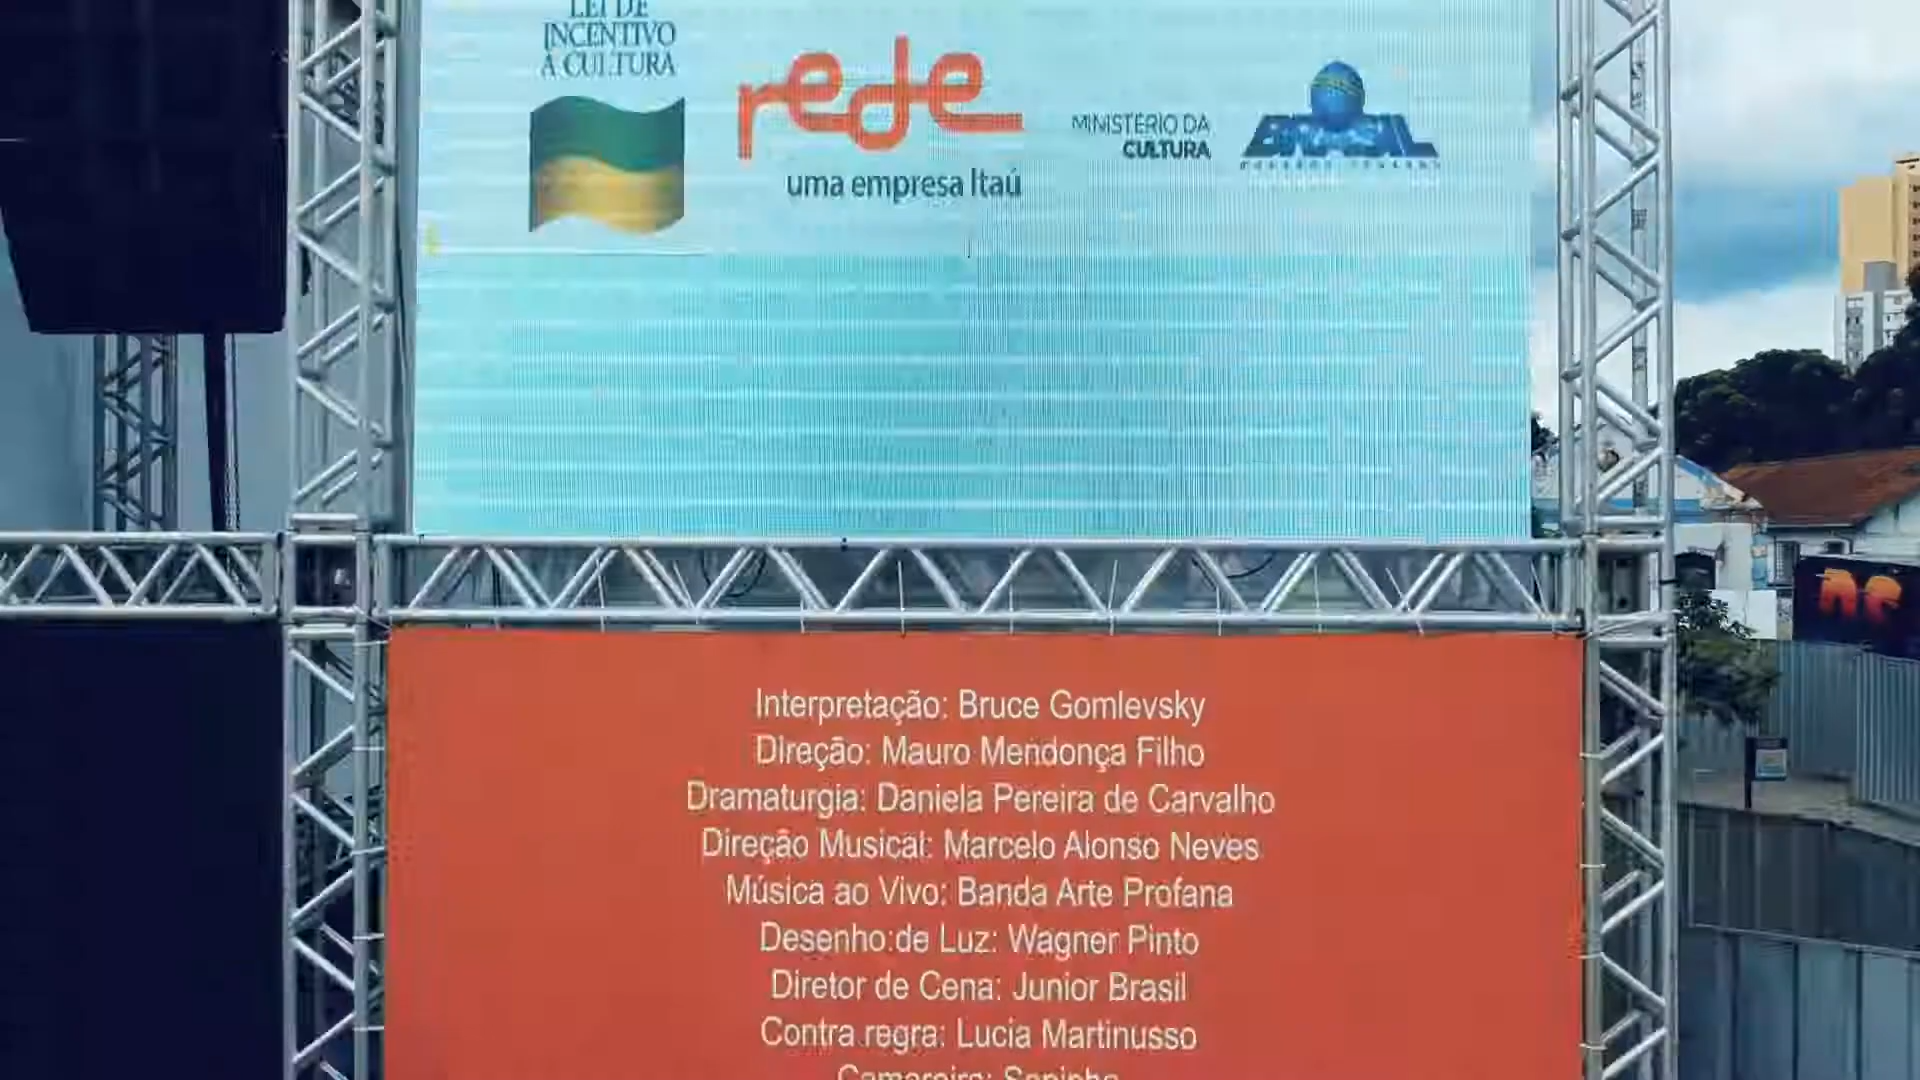 LEI DE
INCENTIVO
À CULTURA
rede
uma empresa Itaú
MINISTÉRIO DA
CULTURA
BRASIL
Interpretação: Bruce Gomlevsky
Direção: Mauro Mendonça Filho
Dramaturgia: Daniela Pereira de Carvalho
Direção Musical: Marcelo Alonso Neves
Música ao Vivo: Banda Arte Profana
Desenho de Luz: Wagner Pinto
Diretor de Cena: Junior Brasil
Contra regra: Lucia Martinusso